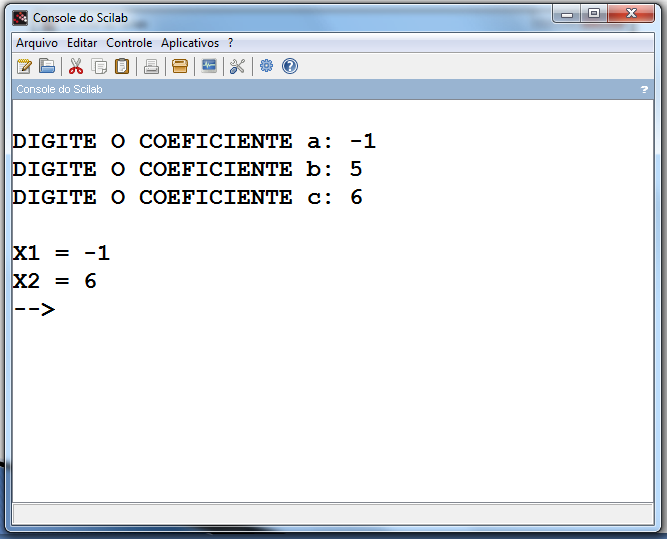 Console do Scilab
Arquivo Editar Controle Aplicativos ?
Console do Scilab ?
DIGITE O COEFICIENTE a: -1
DIGITE O COEFICIENTE b: 5
DIGITE O COEFICIENTE c: 6
X1 = -1
X2 = 6
-->